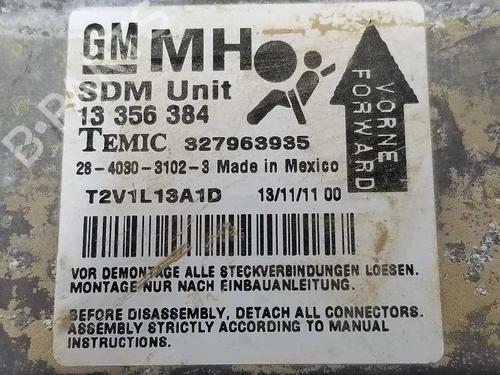 GM MH
SDM Unit
13 356 384
TEMIC 327963935
28-4030-3102-3 Made in Mexico
T2V1L13A1D 13/11/11 00
VORNE
FORWARD
VOR DEMONTAGE ALLE STECKVERBINDUNGEN LOESEN.
MONTAGE NUR NACH EINBAUANLEITUNG.
BEFORE DISASSEMBLY, DETACH ALL CONNECTORS.
ASSEMBLY STRICTLY ACCORDING TO MANUAL
INSTRUCTIONS.